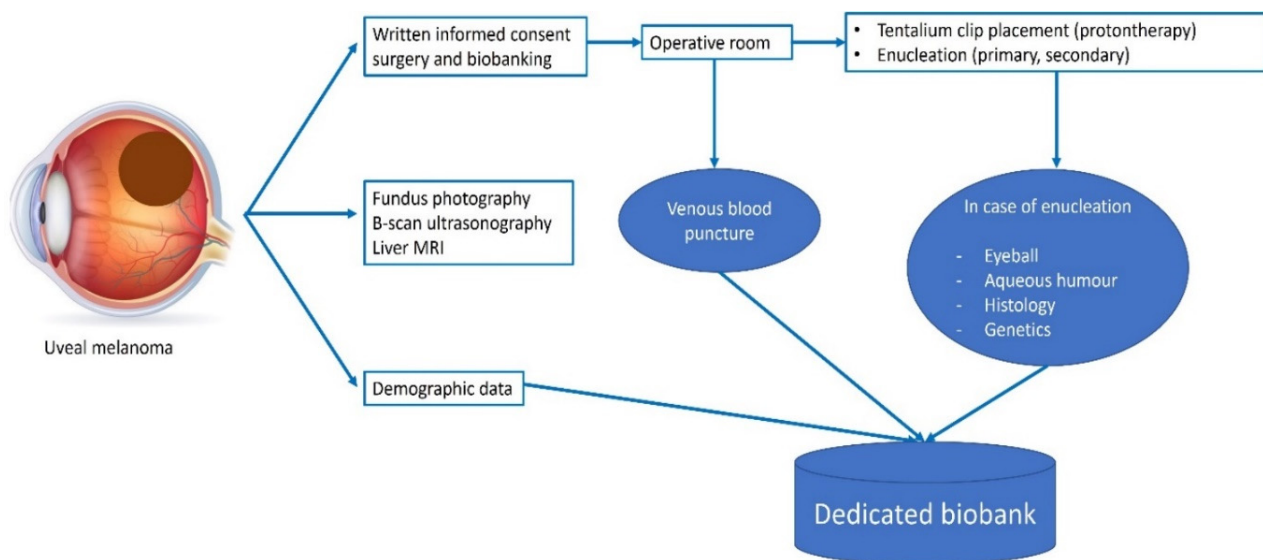 Written informed consent
surgery and biobanking
Operative room
• Tentalium clip placement (protontherapy)
• Enucleation (primary, secondary)
Fundus photography
B-scan ultrasonography
Liver MRI
Venous blood
puncture
In case of enucleation
- Eyeball
- Aqueous humour
- Histology
- Genetics
Uveal melanoma
Demographic data
Dedicated biobank